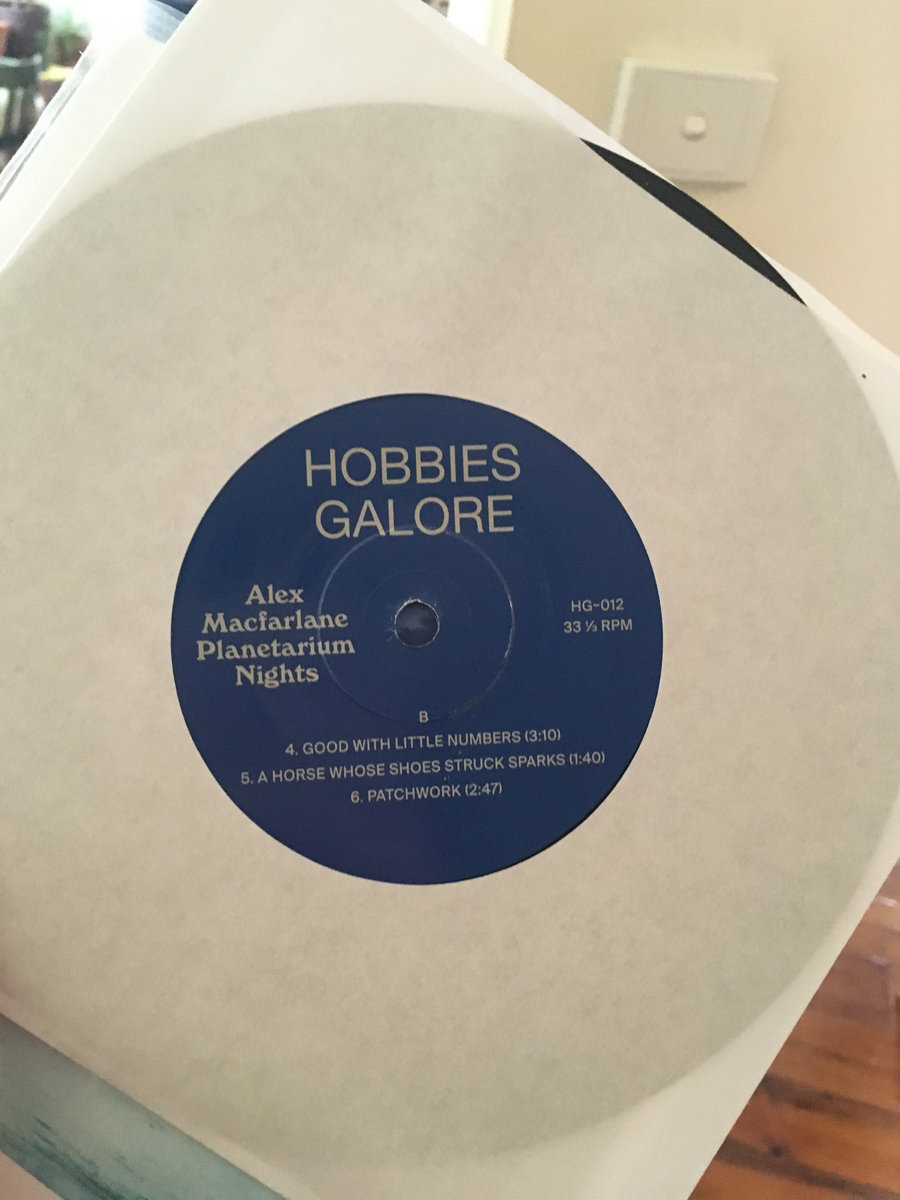 HOBBIES
GALORE
Alex
Macfarlane
Planetarium
Nights
HG-012
33 ⅓ RPM
B
4. GOOD WITH LITTLE NUMBERS (3:10)
5. A HORSE WHOSE SHOES STRUCK SPARKS (1:40)
6. PATCHWORK (2:47)